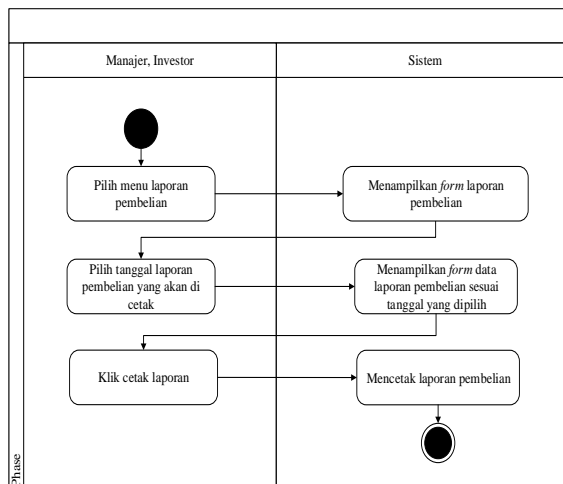 Manajer, Investor
Sistem
Pilih menu laporan
pembelian
Menampilkan form laporan
pembelian
Pilih tanggal laporan
pembelian yang akan di
cetak
Menampilkan form data
laporan pembelian sesuai
tanggal yang dipilih
Klik cetak laporan
Mencetak laporan pembelian
Phase